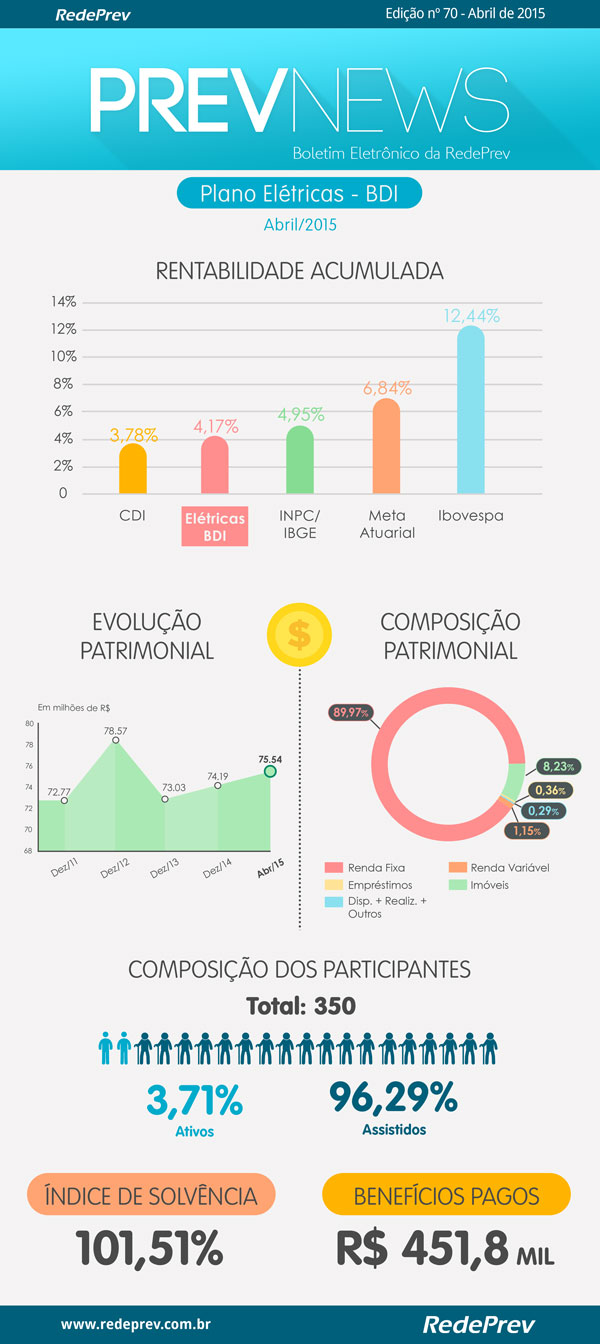 RedePrev
Edição nº 70 - Abril de 2015
PREVNEWS
Boletim Eletrônico da RedePrev
Plano Elétricas - BDI
Abril/2015
RENTABILIDADE ACUMULADA
14%
12%
10%
8%
6%
4%
2%
0
3,78%
4,17%
4,95%
6,84%
12,44%
CDI
Elétricas
BDI
INPC/
IBGE
Meta
Atuarial
Ibovespa
EVOLUÇÃO
PATRIMONIAL
$
COMPOSIÇÃO
PATRIMONIAL
Em milhões de R$
80
78
76
74
72
70
68
72.77
78.57
73.03
74.19
75.54
Dez/11
Dez/12
Dez/13
Dez/14
Abr/15
89,97%
8,23%
0,36%
0,29%
1,15%
Renda Fixa
Renda Variável
Empréstimos
Imóveis
Disp. + Realiz. +
Outros
COMPOSIÇÃO DOS PARTICIPANTES
Total: 350
3,71%
Ativos
96,29%
Assistidos
ÍNDICE DE SOLVÊNCIA
101,51%
BENEFÍCIOS PAGOS
R$ 451,8 MIL
www.redeprev.com.br
RedePrev